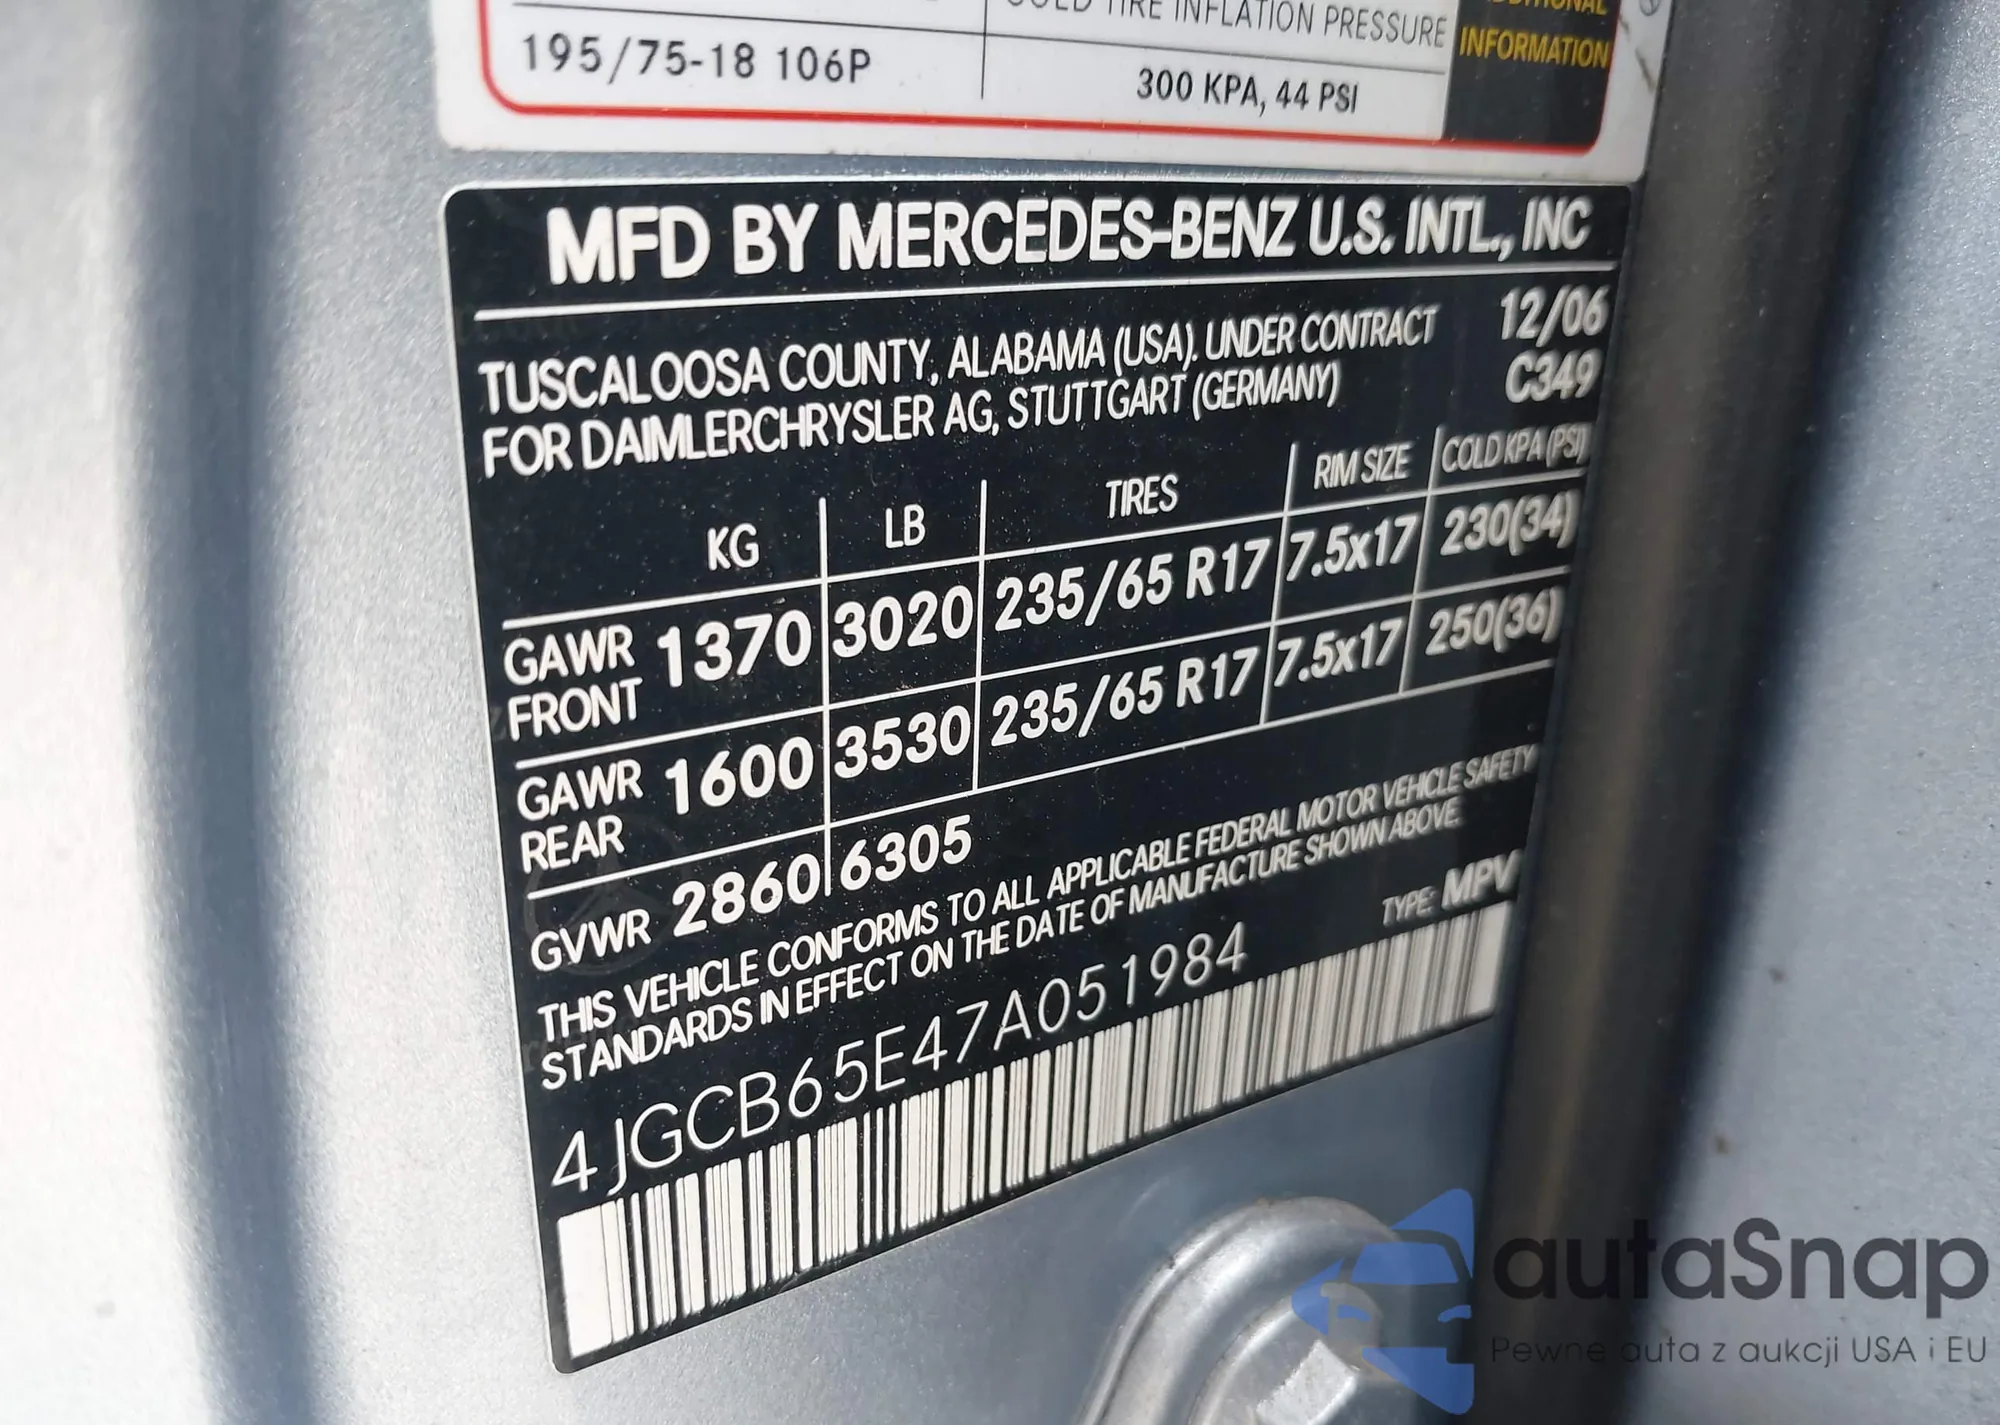 COLD TIRE INFLATION PRESSURE
ADDITIONAL
INFORMATION
195/75-18 106P
300 KPA, 44 PSI
MFD BY MERCEDES-BENZ U.S. INTL., INC
TUSCALOOSA COUNTY, ALABAMA (USA). UNDER CONTRACT
FOR DAIMLERCHRYSLER AG, STUTTGART (GERMANY)
12/06
C349
KG LB TIRES RIM SIZE COLD KPA (PSI)
GAWR FRONT 1370 3020 235/65 R17 7.5x17 230(34)
GAWR REAR 1600 3530 235/65 R17 7.5x17 250(36)
GVWR 2860 6305
THIS VEHICLE CONFORMS TO ALL APPLICABLE FEDERAL MOTOR VEHICLE SAFETY
STANDARDS IN EFFECT ON THE DATE OF MANUFACTURE SHOWN ABOVE.
TYPE: MPV
4JGCB65E47A051984
autaSnap
Pewne auta z aukcji USA i EU